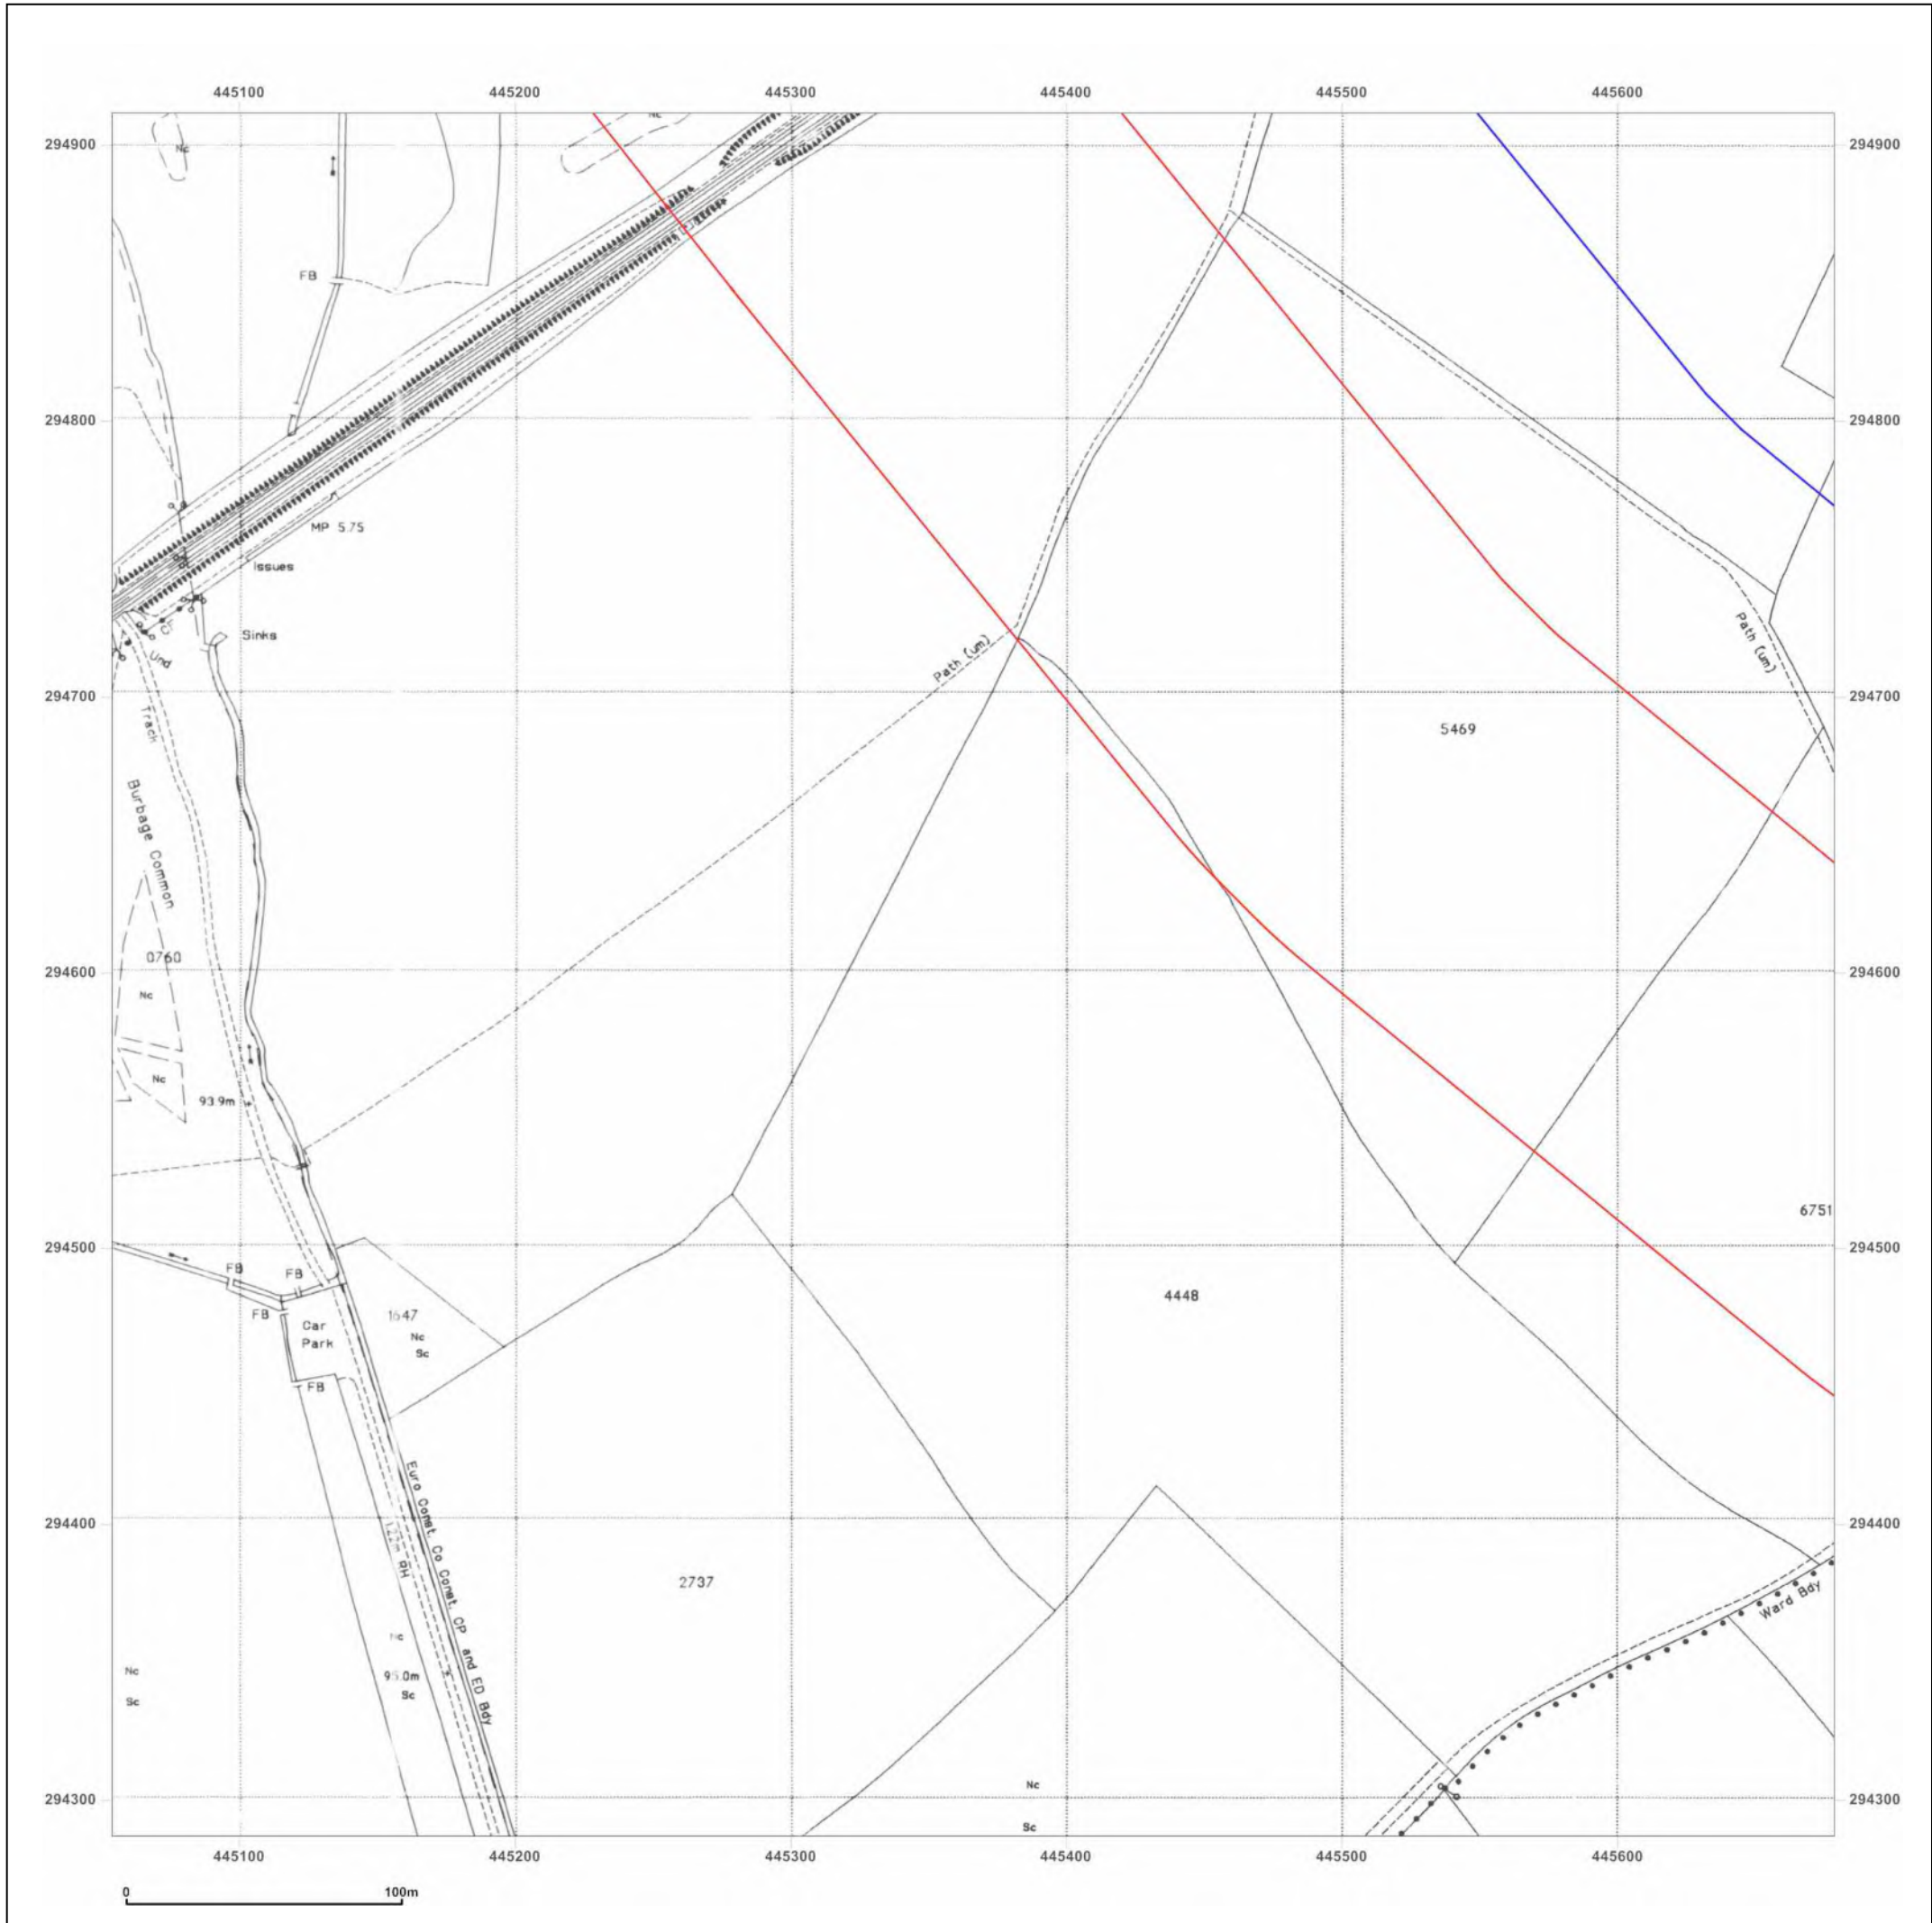 445100 445200 445300 445400 445500 445600
Nc
294900 294900
Nc
FB
294800 294800
MP 5.75
Issues
Sinks
CF
Und
Path (um)
Path (um)
294700 294700
Track
5469
Burbage Common
0760
294600 294600
Nc
Nc
93.9m
6751
294500 294500
FB
FB
4448
FB
1647
Car
Park
Nc
Sc
FB
Euro Const, Co Const, CP and ED Bdy
294400 294400
RH
2737
Ward Bdy
Nc
Nc
95.0m
Sc
Sc
Nc
294300 294300
Sc
445100 445200 445300 445400 445500 445600
0 100m